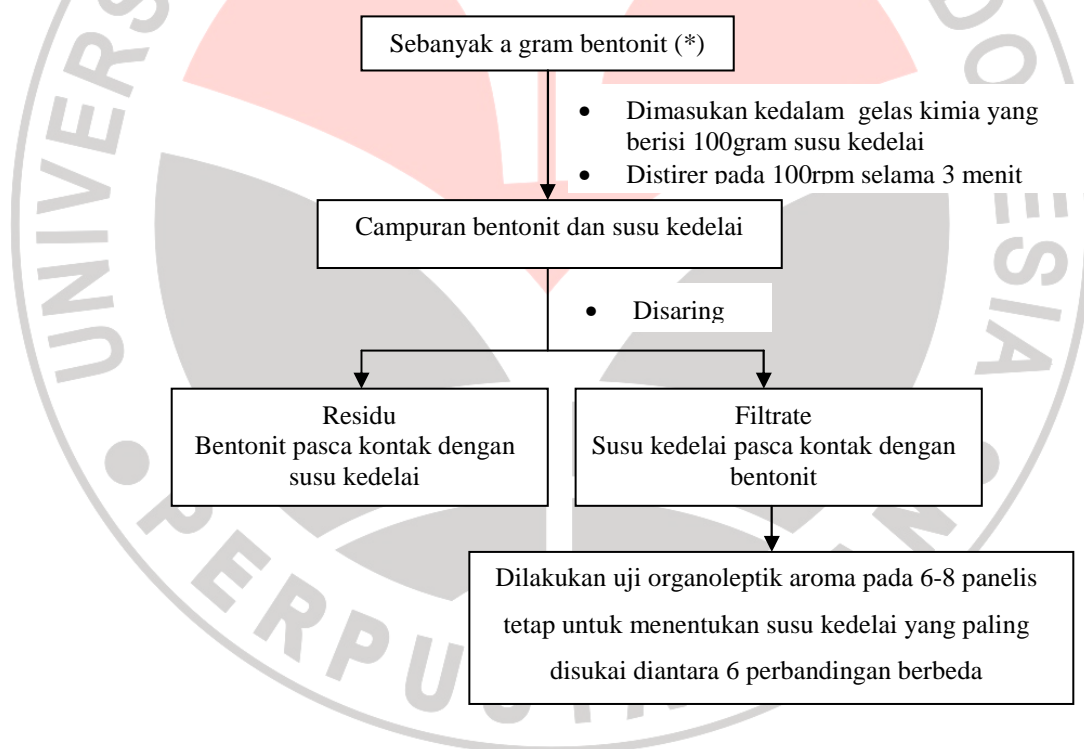 Sebanyak a gram bentonit (*)
• Dimasukan kedalam gelas kimia yang
berisi 100gram susu kedelai
• Distirer pada 100rpm selama 3 menit
Campuran bentonit dan susu kedelai
• Disaring
Residu
Bentonit pasca kontak dengan
susu kedelai
Filtrate
Susu kedelai pasca kontak dengan
bentonit
Dilakukan uji organoleptik aroma pada 6-8 panelis
tetap untuk menentukan susu kedelai yang paling
disukai diantara 6 perbandingan berbeda